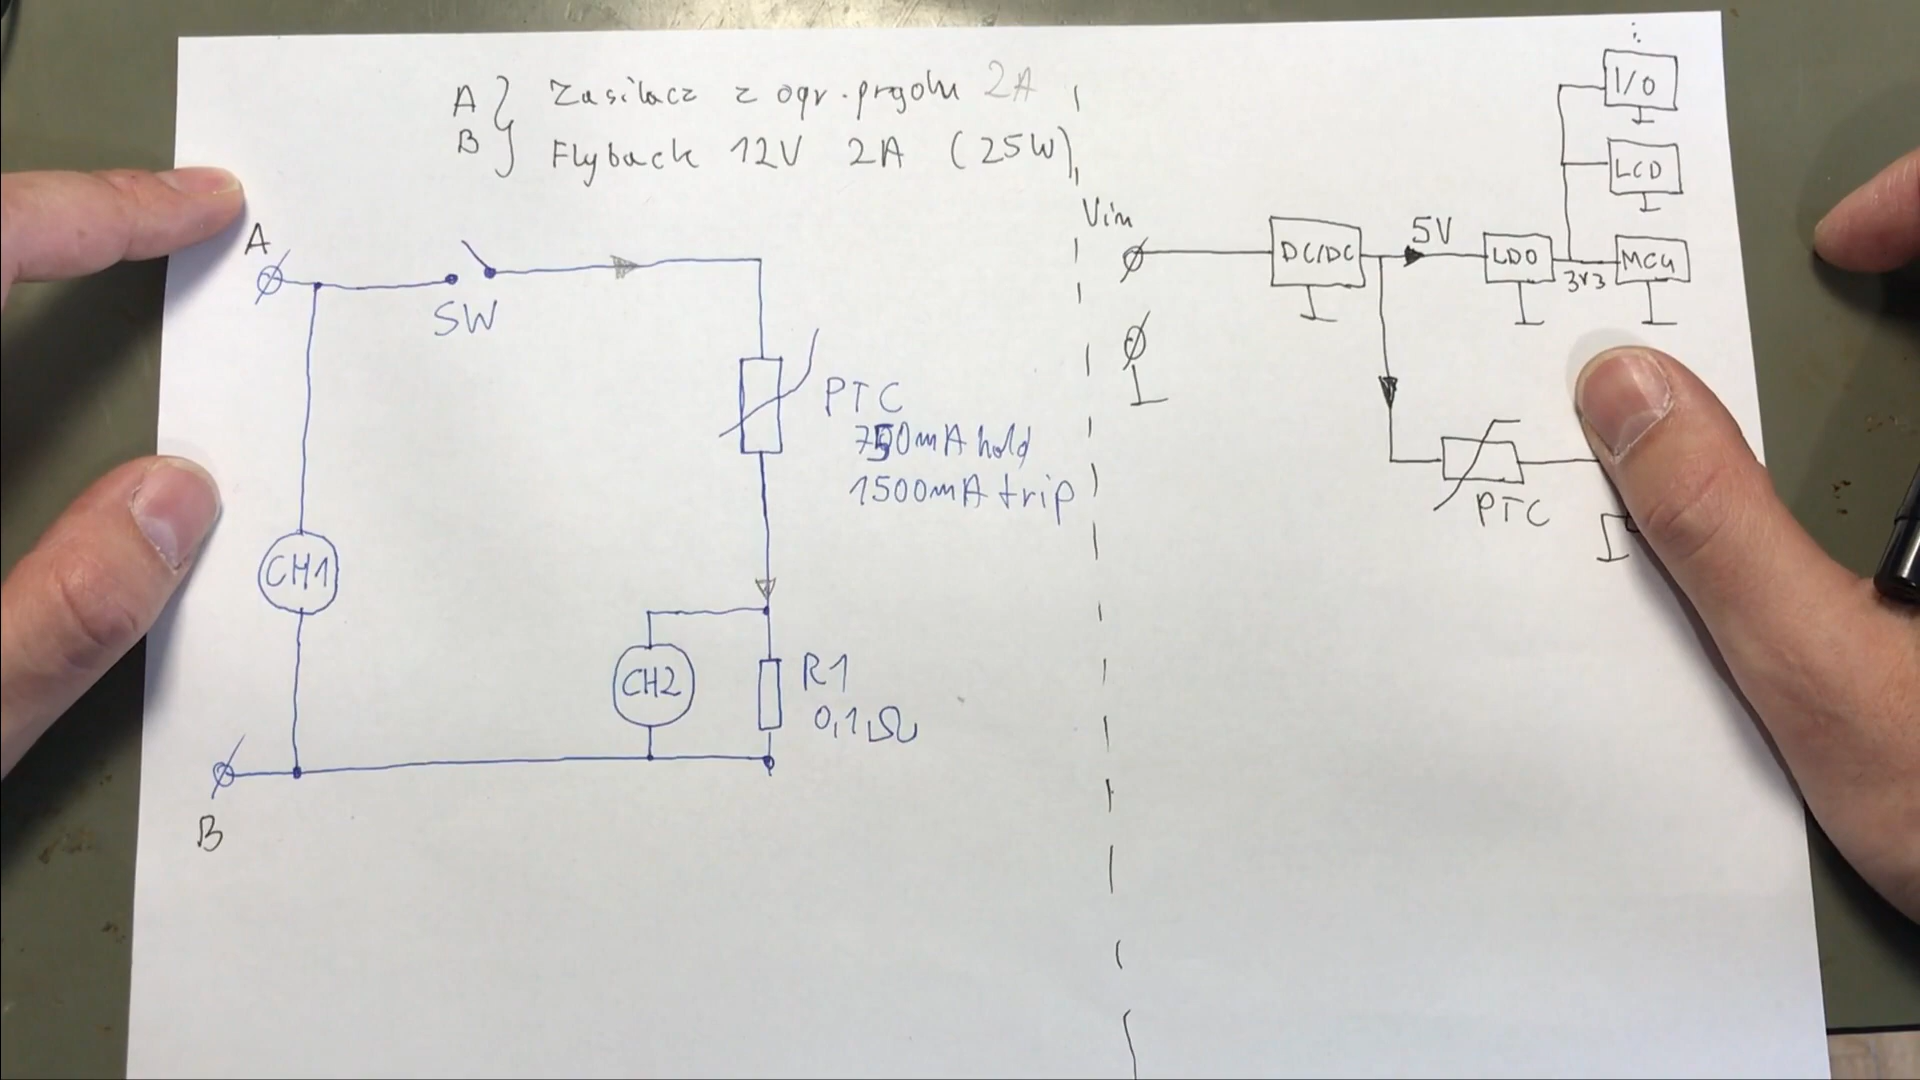 A } Zasilacz z ogr. prądu 2A
B } Flyback 12V 2A (25W)
A
SW
PTC
750mA hold
1500mA trip
CH1
CH2
R1
0,1Ω
B
Vin
DC/DC
5V
LDO
3V3
MCU
LCD
I/O
PTC